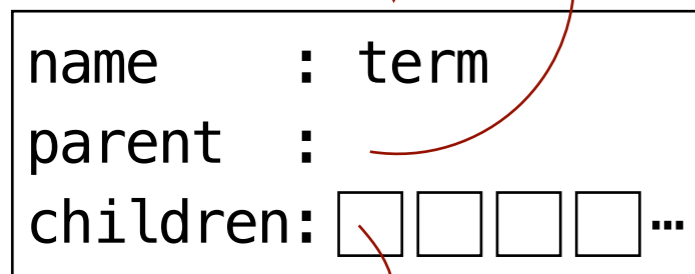 name : term
parent :
children: …